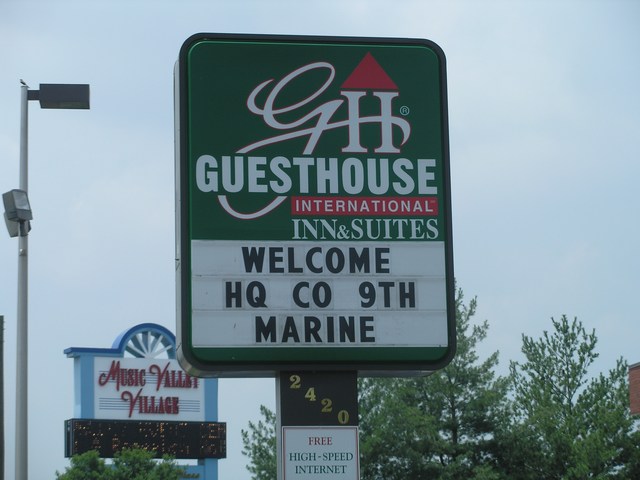 GH®
GUESTHOUSE
INTERNATIONAL
INN & SUITES
WELCOME
HQ CO 9TH
MARINE
2420
FREE
HIGH-SPEED
INTERNET
MUSIC VALLEY
VILLAGE